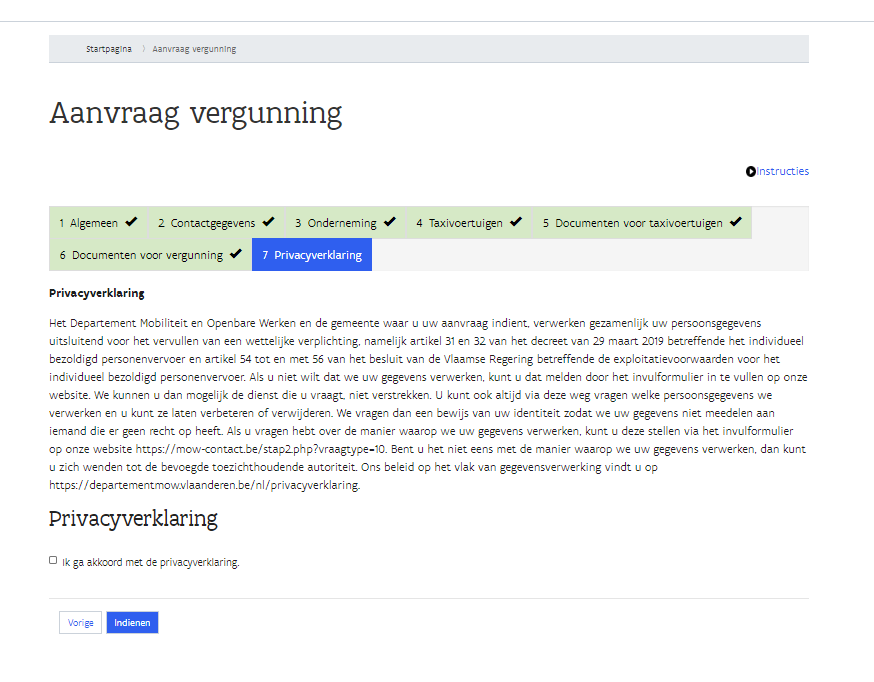 Startpagina > Aanvraag vergunning
Aanvraag vergunning
Instructies
1 Algemeen ✔ 2 Contactgegevens ✔ 3 Onderneming ✔ 4 Taxivoertuigen ✔ 5 Documenten voor taxivoertuigen ✔
6 Documenten voor vergunning ✔ 7 Privacyverklaring
Privacyverklaring
Het Departement Mobiliteit en Openbare Werken en de gemeente waar u uw aanvraag indient, verwerken gezamenlijk uw persoonsgegevens
uitsluitend voor het vervullen van een wettelijke verplichting, namelijk artikel 31 en 32 van het decreet van 29 maart 2019 betreffende het individueel
bezoldigd personenvervoer en artikel 54 tot en met 56 van het besluit van de Vlaamse Regering betreffende de exploitatievoorwaarden voor het
individueel bezoldigd personenvervoer. Als u niet wilt dat we uw gegevens verwerken, kunt u dat melden door het invulformulier in te vullen op onze
website. We kunnen u dan mogelijk de dienst die u vraagt, niet verstrekken. U kunt ook altijd via deze weg vragen welke persoonsgegevens we
verwerken en u kunt ze laten verbeteren of verwijderen. We vragen dan een bewijs van uw identiteit zodat we uw gegevens niet meedelen aan
iemand die er geen recht op heeft. Als u vragen hebt over de manier waarop we uw gegevens verwerken, kunt u deze stellen via het invulformulier
op onze website https://mow-contact.be/stap2.php?vraagtype=10. Bent u het niet eens met de manier waarop we uw gegevens verwerken, dan kunt
u zich wenden tot de bevoegde toezichthoudende autoriteit. Ons beleid op het vlak van gegevensverwerking vindt u op
https://departementmow.vlaanderen.be/nl/privacyverklaring.
Privacyverklaring
Ik ga akkoord met de privacyverklaring.
Vorige Indienen